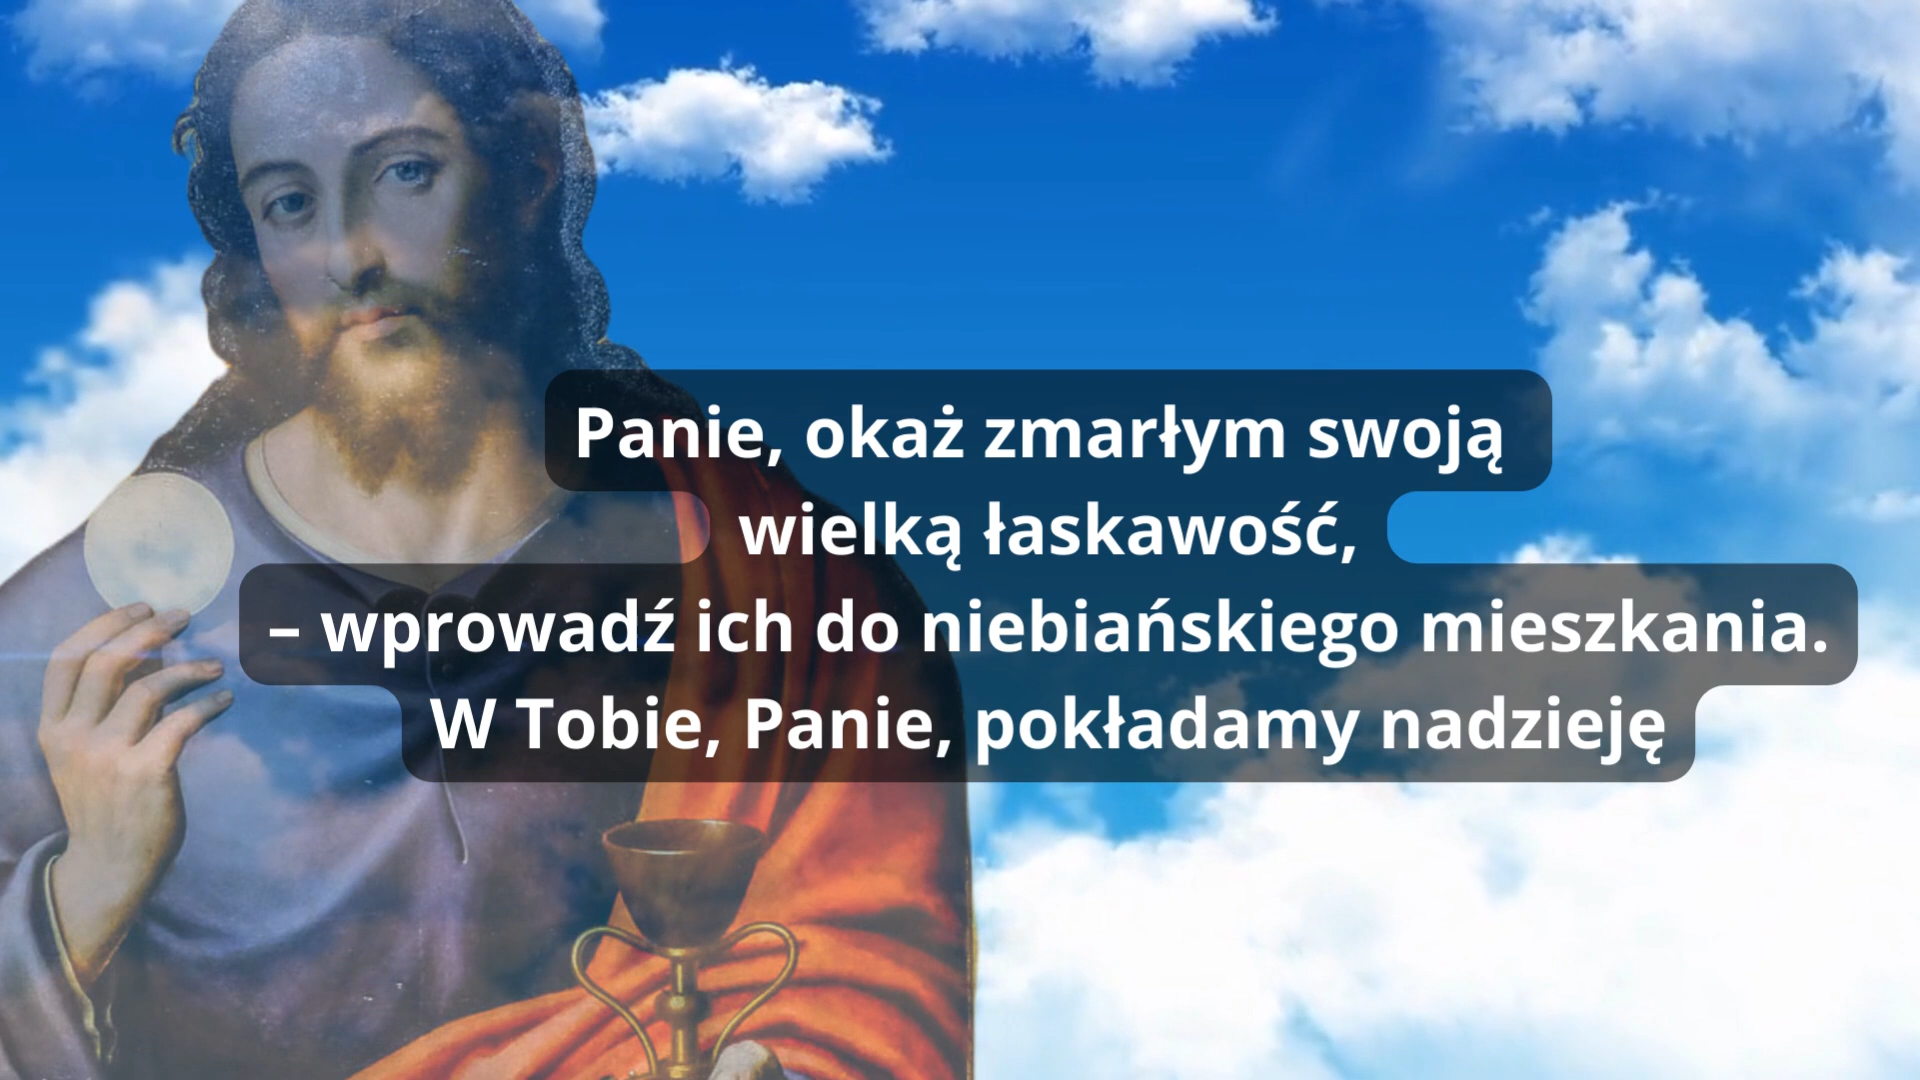 Panie, okaż zmarłym swoją
wielką łaskawość,
– wprowadź ich do niebiańskiego mieszkania.
W Tobie, Panie, pokładamy nadzieję